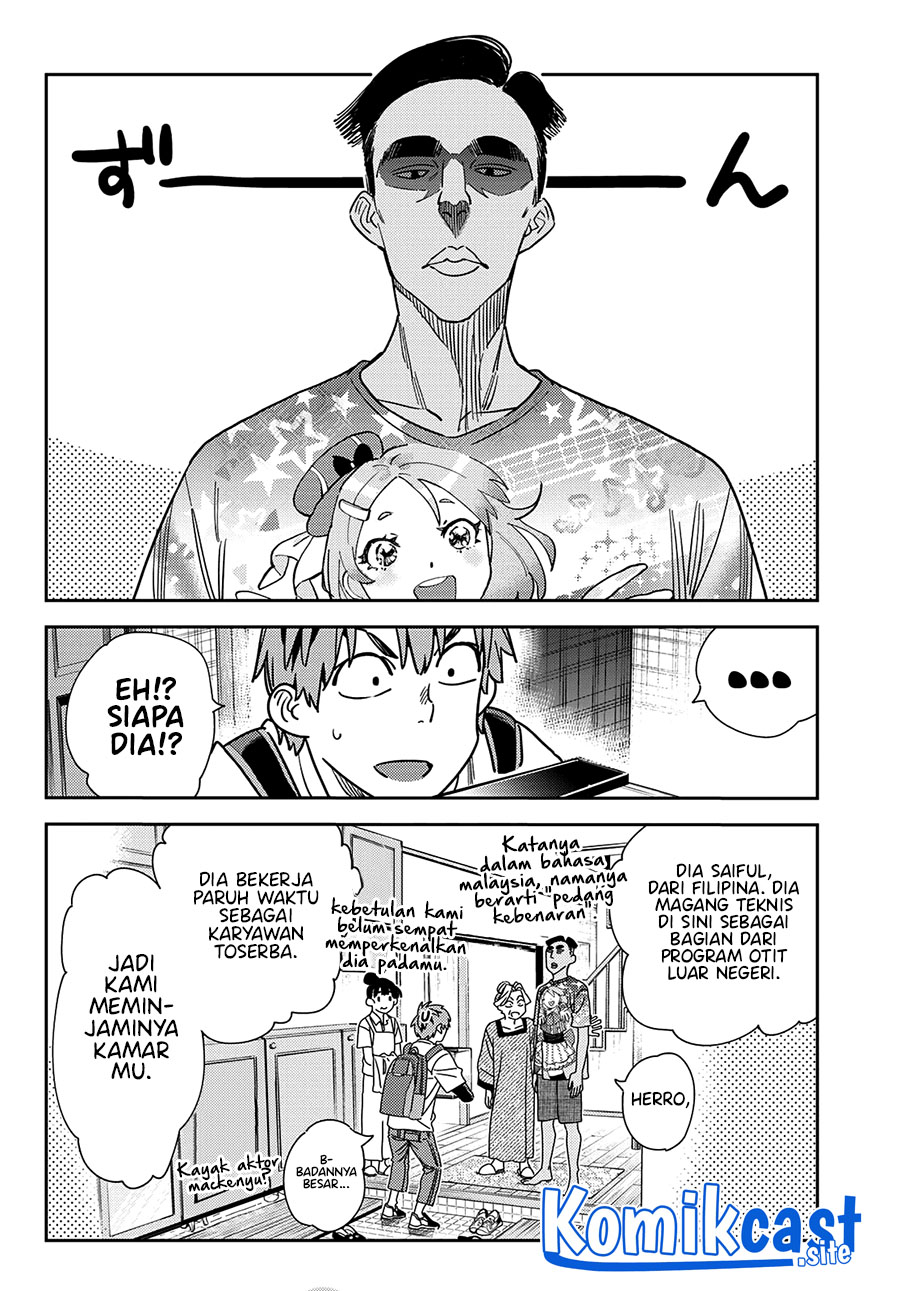 ず
ん
...
EH!?
SIAPA
DIA!?
DIA SAIFUL,
DARI FILIPINA. DIA
MAGANG TEKNIS
DI SINI SEBAGAI
BAGIAN DARI
PROGRAM OTIT
LUAR NEGERI.
Katanya
dalam bahasa
malaysia, namanya
berarti "pedang
kebenaran"
HERRO,
DIA BEKERJA
PARUH WAKTU
SEBAGAI
KARYAWAN
TOSERBA.
kebetulan kami
belum sempat
memperkenalkan
dia padamu.
JADI
KAMI
MEMIN-
JAMINYA
KAMAR
MU.
B-
BADANNYA
BESAR...
Kayak aktor
mackenyu!
Komikcast
.site